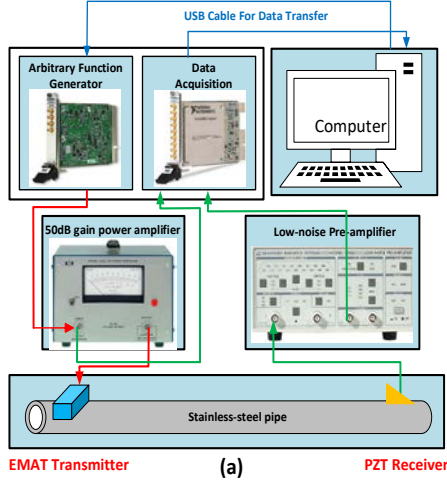 USB Cable For Data Transfer
Arbitrary Function
Generator
Data
Acquisition
Computer
50dB gain power amplifier
Low-noise Pre-amplifier
Stainless-steel pipe
EMAT Transmitter
(a)
PZT Receiver